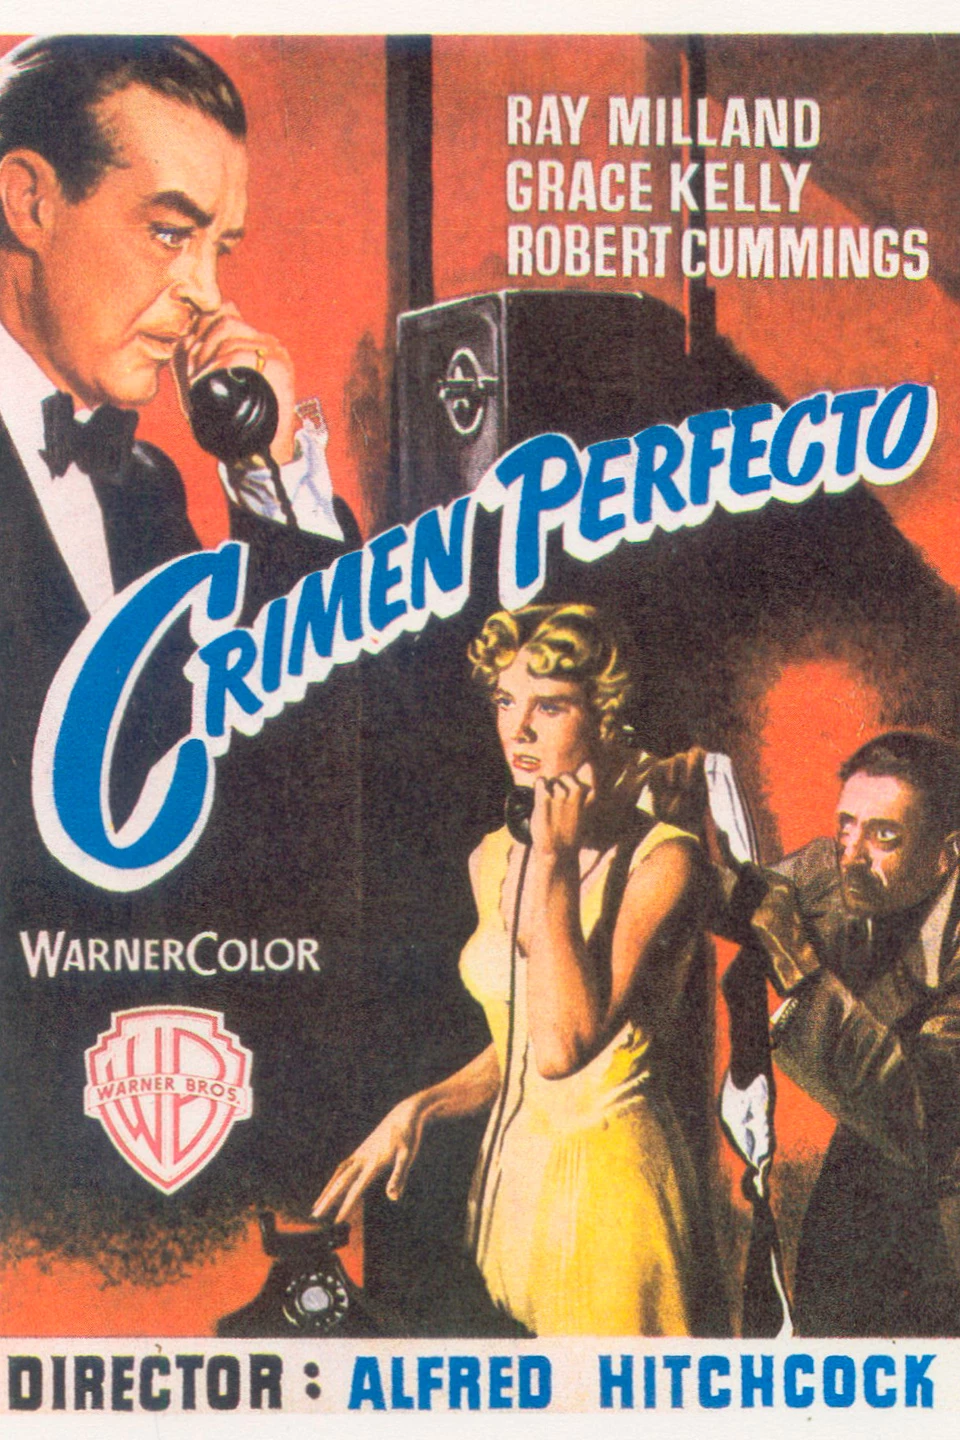 RAY MILLAND
GRACE KELLY
ROBERT CUMMINGS
CRIMEN PERFECTO
WARNERCOLOR
WB
WARNER BROS.
DIRECTOR: ALFRED HITCHCOCK